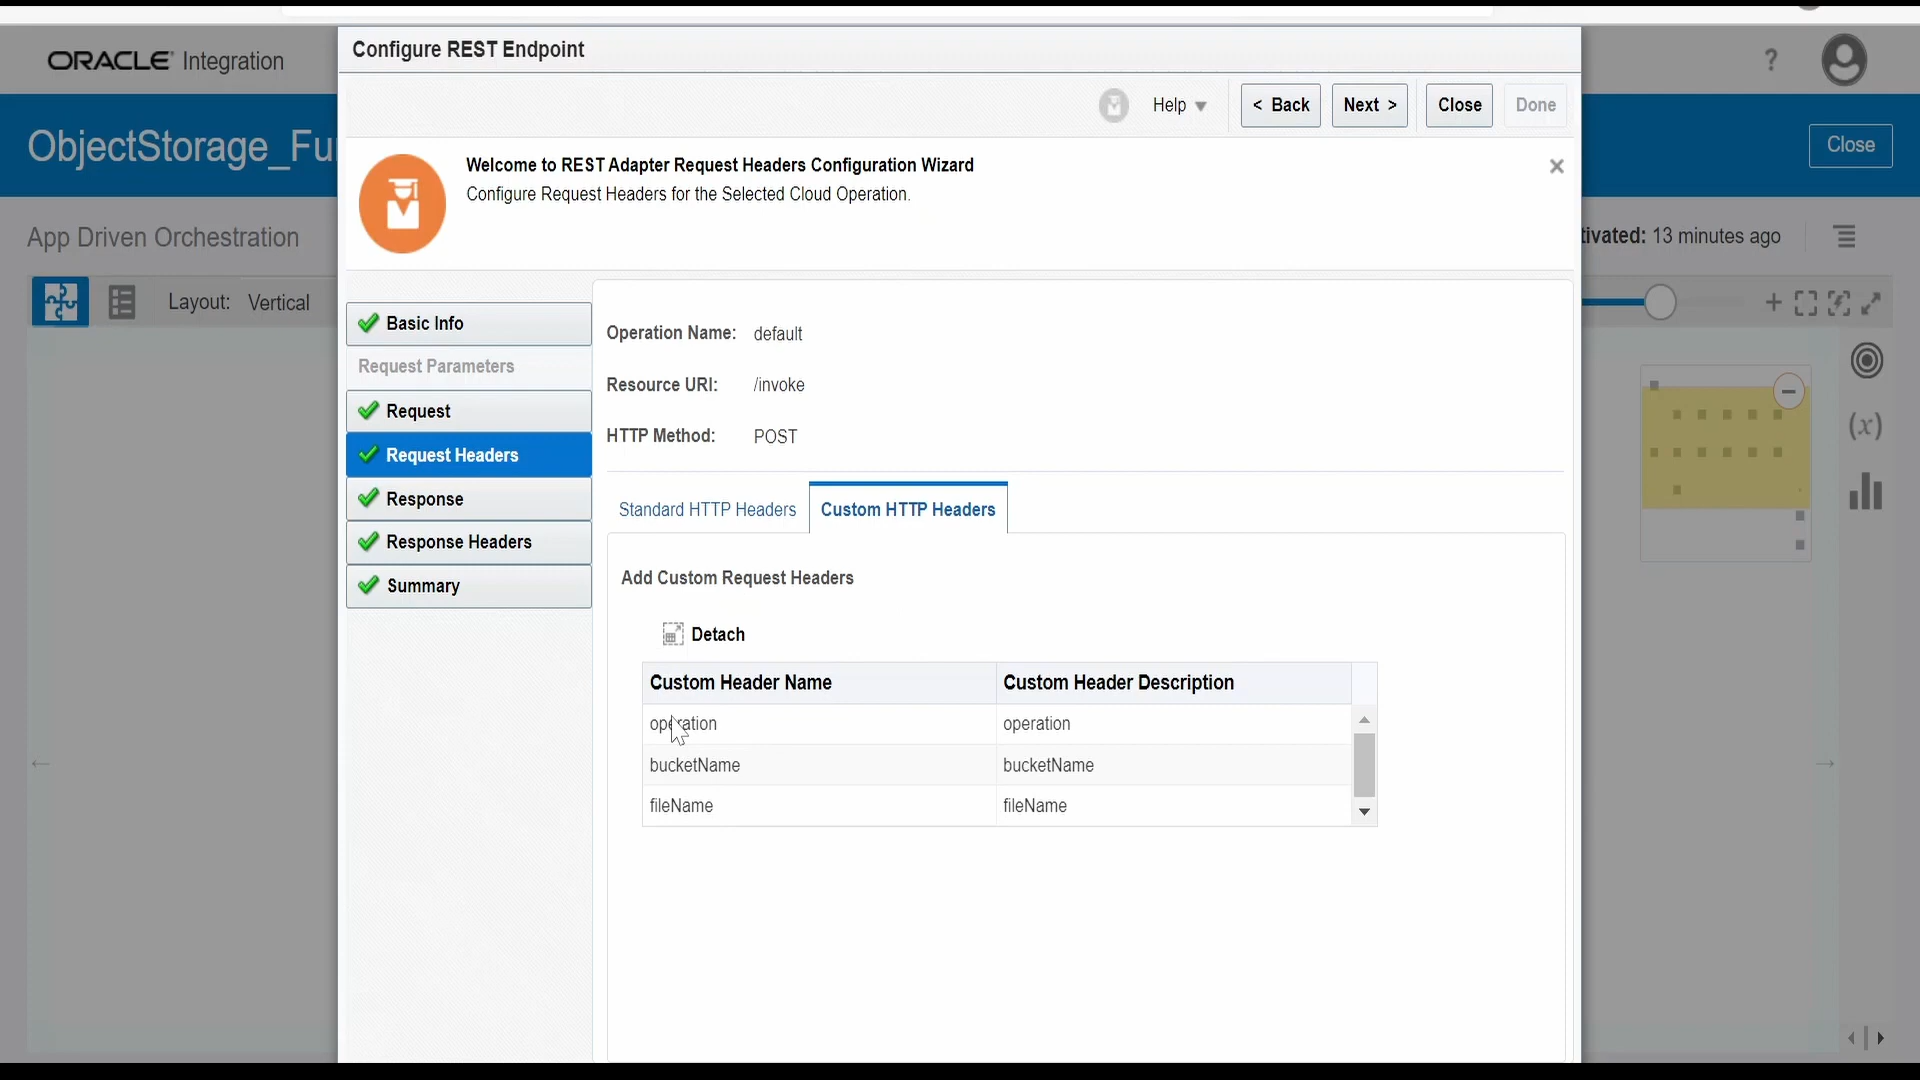 Configure REST Endpoint
ORACLE Integration
?
Help
< Back
Next >
Close
Done
ObjectStorage_Fu
Close
Welcome to REST Adapter Request Headers Configuration Wizard
Configure Request Headers for the Selected Cloud Operation.
App Driven Orchestration
tivated: 13 minutes ago
Layout: Vertical
Basic Info
Request Parameters
Request
Request Headers
Response
Response Headers
Summary
Operation Name: default
Resource URI: /invoke
HTTP Method: POST
(x)
Standard HTTP Headers
Custom HTTP Headers
Add Custom Request Headers
Detach
Custom Header Name Custom Header Description
operation operation
bucketName bucketName
fileName fileName